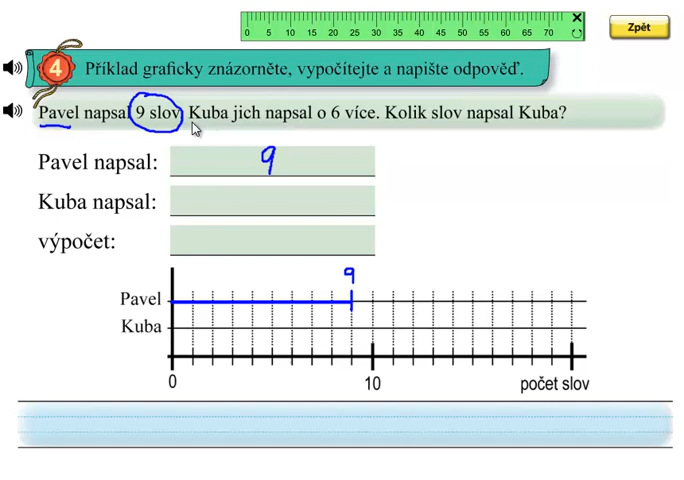 0 5 10 15 20 25 30 35 40 45 50 55 60 65 70
Zpět
4 Příklad graficky znázorněte, vypočítejte a napište odpověď.
Pavel napsal 9 slov. Kuba jich napsal o 6 více. Kolik slov napsal Kuba?
Pavel napsal: 9
Kuba napsal:
výpočet:
9
Pavel
Kuba
0 10 počet slov